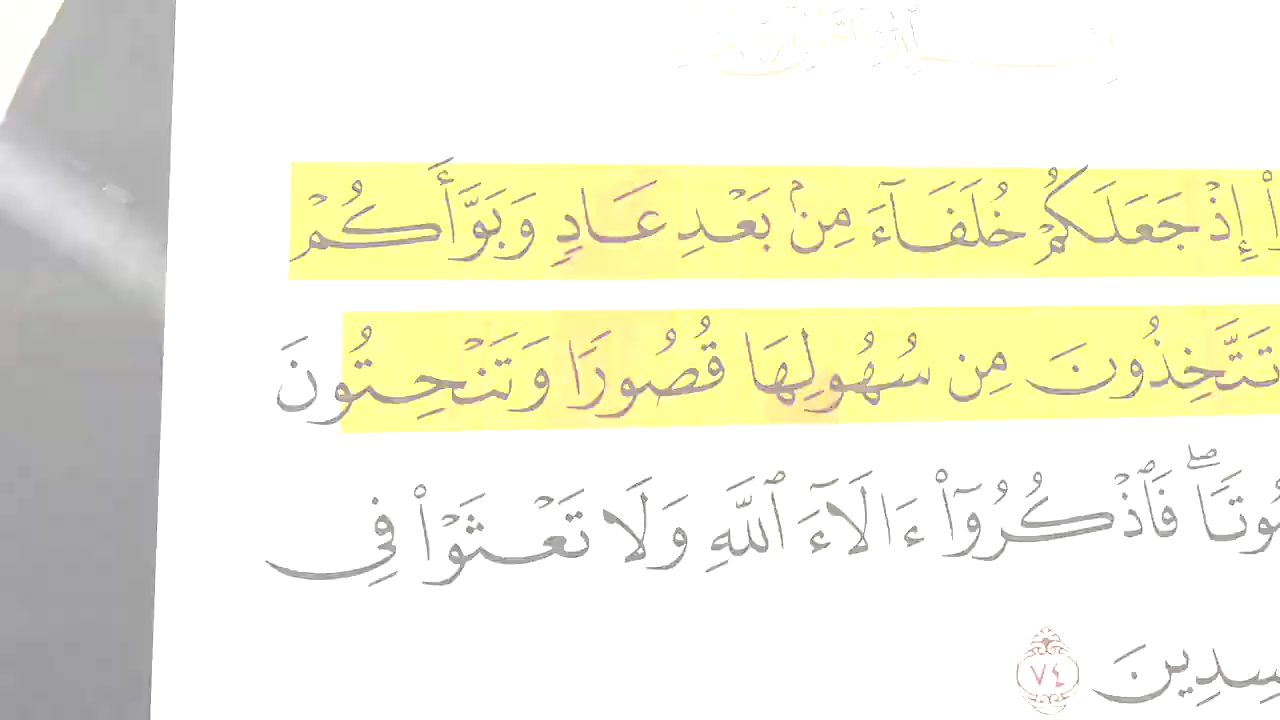 إِذْ جَعَلَكُمْ خُلَفَآءَ مِنۢ بَعْدِ عَادٍ وَبَوَّأَكُمْ
تَتَّخِذُونَ مِن سُهُولِهَا قُصُورًا وَتَنْحِتُونَ
فَٱذْكُرُوٓا۟ ءَالَآءَ ٱللَّهِ وَلَا تَعْثَوْا۟ فِى
٧٤